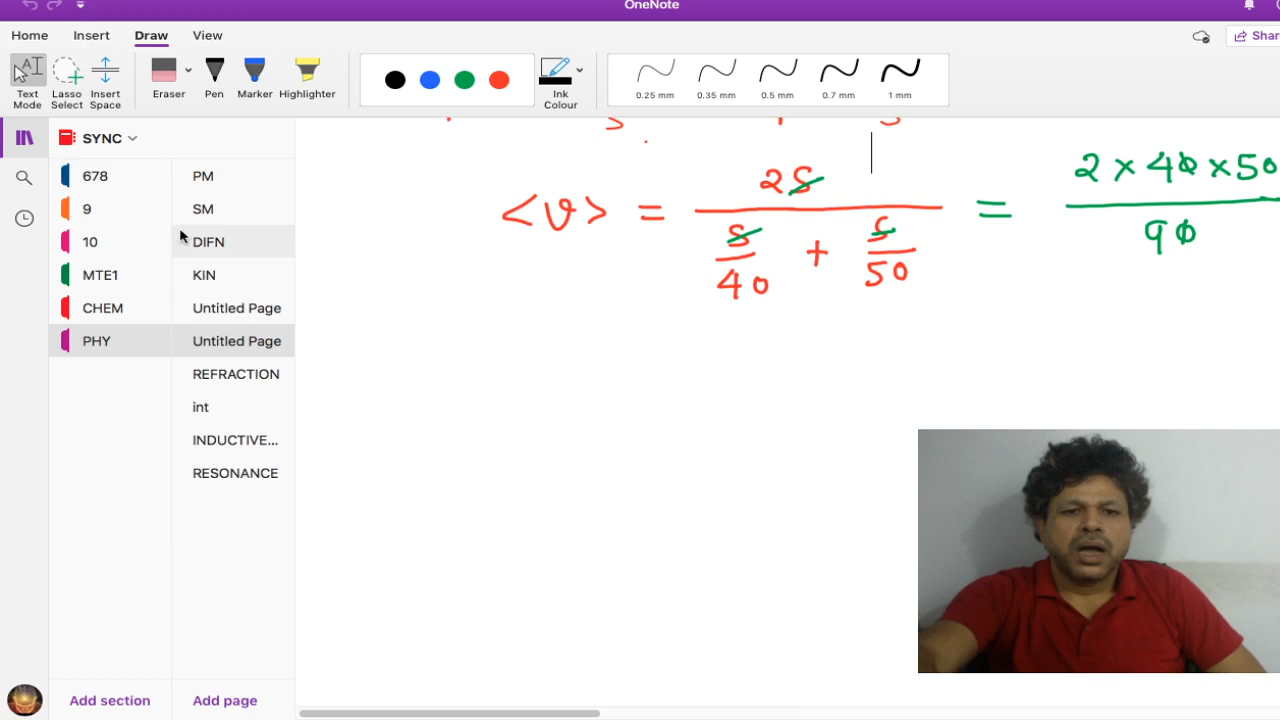 OneNote
Home Insert Draw View
Shar
Text Mode
Lasso Select
Insert Space
Eraser
Pen
Marker
Highlighter
Ink Colour
0.25 mm 0.35 mm 0.5 mm 0.7 mm 1 mm
SYNC
678
9
10
MTE1
CHEM
PHY
PM
SM
DIFN
KIN
Untitled Page
Untitled Page
REFRACTION
int
INDUCTIVE...
RESONANCE
Add section
Add page
<v> = 2S / (S/40 + S/50) = 2 × 40 × 50 / 90